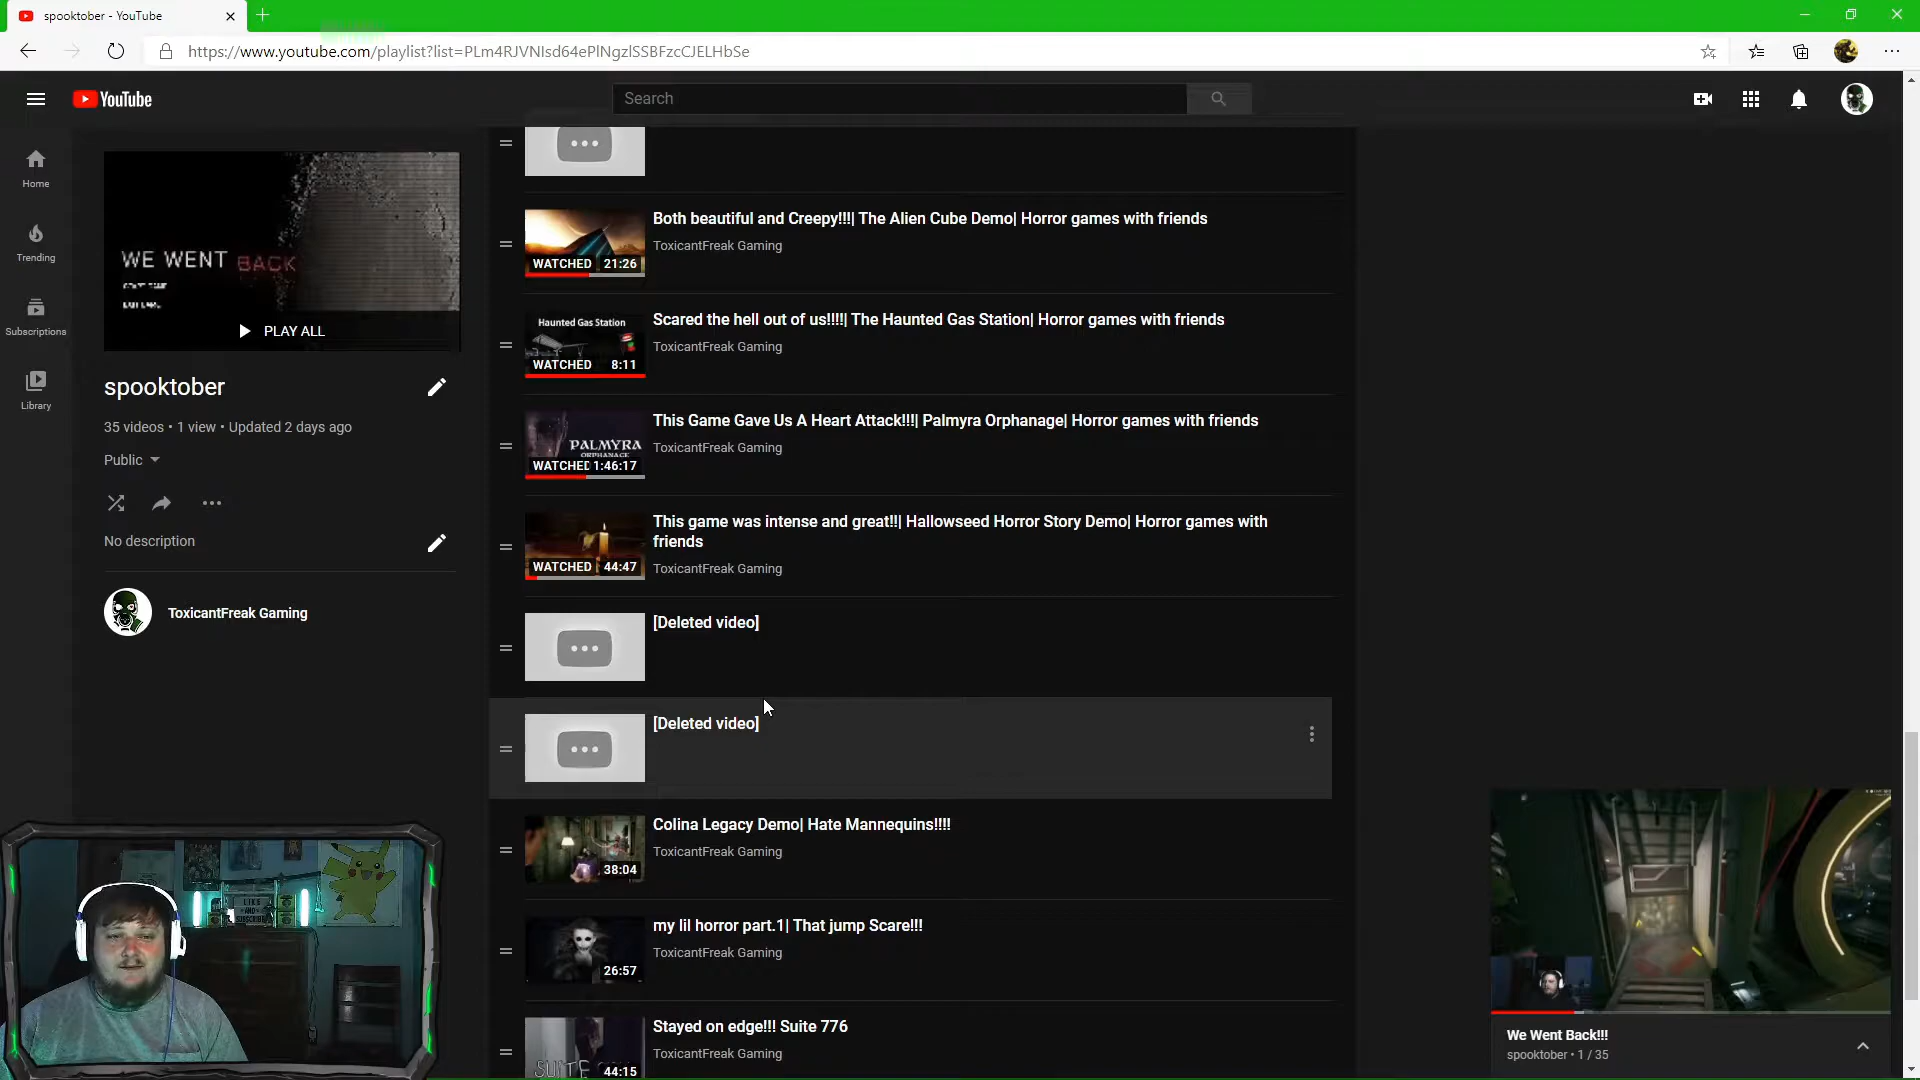 spooktober - YouTube
https://www.youtube.com/playlist?list=PLm4RJVNIsd64ePlNgzlSSBFzcCJELHbSe
YouTube
Search
Home
Trending
Subscriptions
Library
WE WENT BACK
PLAY ALL
spooktober
35 videos • 1 view • Updated 2 days ago
Public
No description
ToxicantFreak Gaming
Both beautiful and Creepy!!!| The Alien Cube Demo| Horror games with friends
ToxicantFreak Gaming
WATCHED 21:26
Scared the hell out of us!!!!| The Haunted Gas Station| Horror games with friends
ToxicantFreak Gaming
Haunted Gas Station
WATCHED 8:11
This Game Gave Us A Heart Attack!!!| Palmyra Orphanage| Horror games with friends
ToxicantFreak Gaming
PALMYRA
ORPHANAGE
WATCHED 1:46:17
This game was intense and great!!| Hallowseed Horror Story Demo| Horror games with
friends
ToxicantFreak Gaming
WATCHED 44:47
[Deleted video]
[Deleted video]
Colina Legacy Demo| Hate Mannequins!!!!
ToxicantFreak Gaming
38:04
my lil horror part.1| That jump Scare!!!
ToxicantFreak Gaming
26:57
Stayed on edge!!! Suite 776
ToxicantFreak Gaming
SUITE
44:15
LIKE
AND
SUBSCRIBE
We Went Back!!!
spooktober • 1 / 35